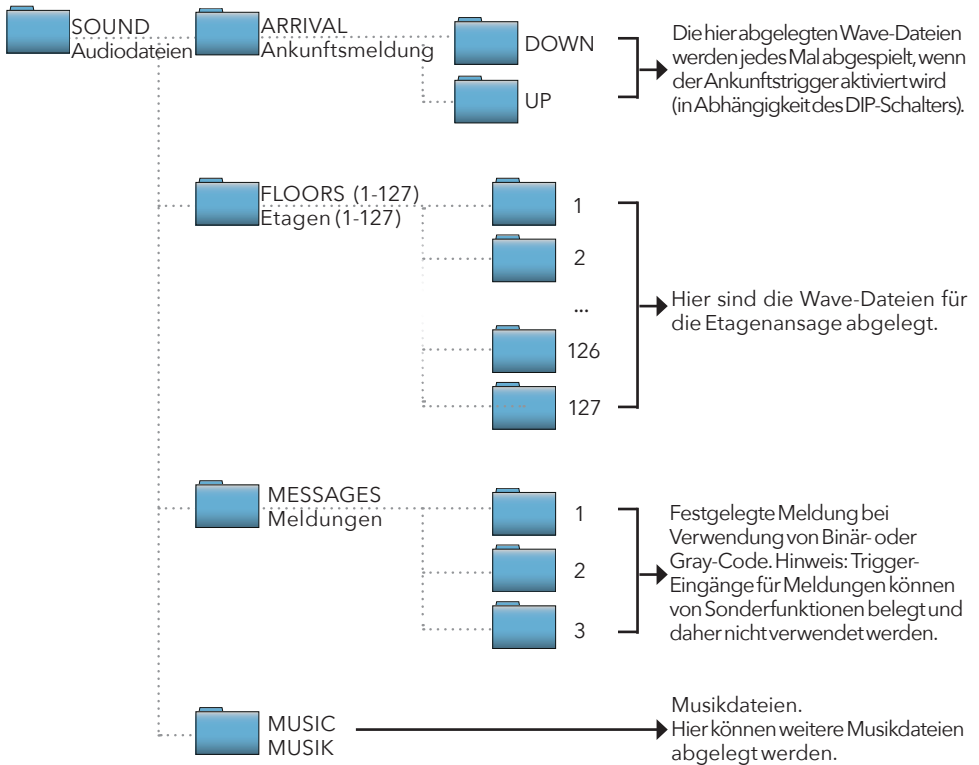 SOUND
Audiodateien
ARRIVAL
Ankunftsmeldung
DOWN
UP
Die hier abgelegten Wave-Dateien
werden jedes Mal abgespielt, wenn
der Ankunftstrigger aktiviert wird
(in Abhängigkeit des DIP-Schalters).
FLOORS (1-127)
Etagen (1-127)
1
2
...
126
127
Hier sind die Wave-Dateien für
die Etagenansage abgelegt.
MESSAGES
Meldungen
1
2
3
Festgelegte Meldung bei
Verwendung von Binär- oder
Gray-Code. Hinweis: Trigger-
Eingänge für Meldungen können
von Sonderfunktionen belegt und
daher nicht verwendet werden.
MUSIC
MUSIK
Musikdateien.
Hier können weitere Musikdateien
abgelegt werden.